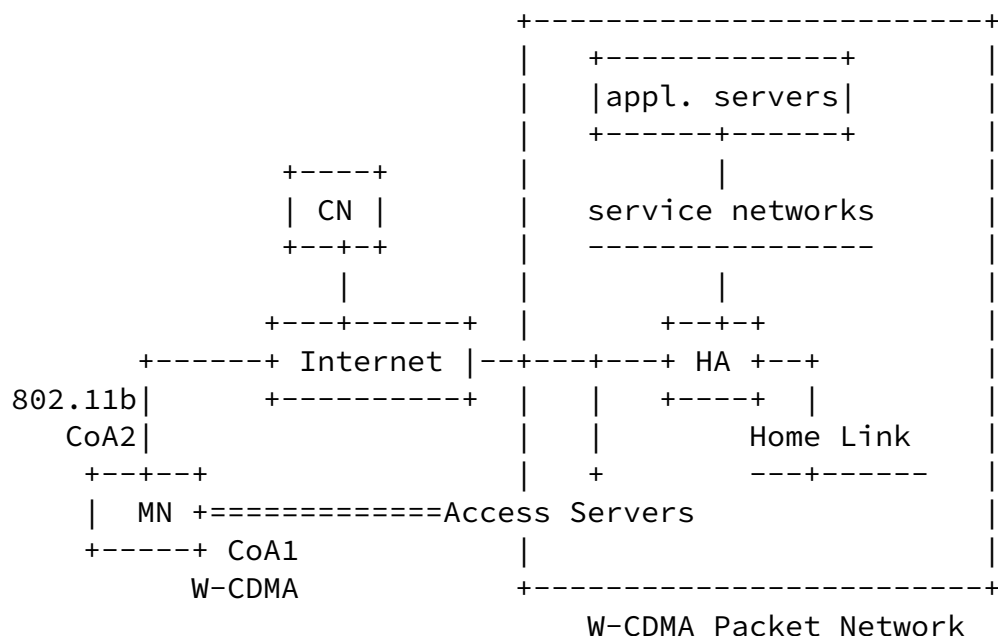 appl. servers
CN
service networks
Internet
HA
802.11b
CoA2
Home Link
MN
Access Servers
CoA1
W-CDMA
W-CDMA Packet Network